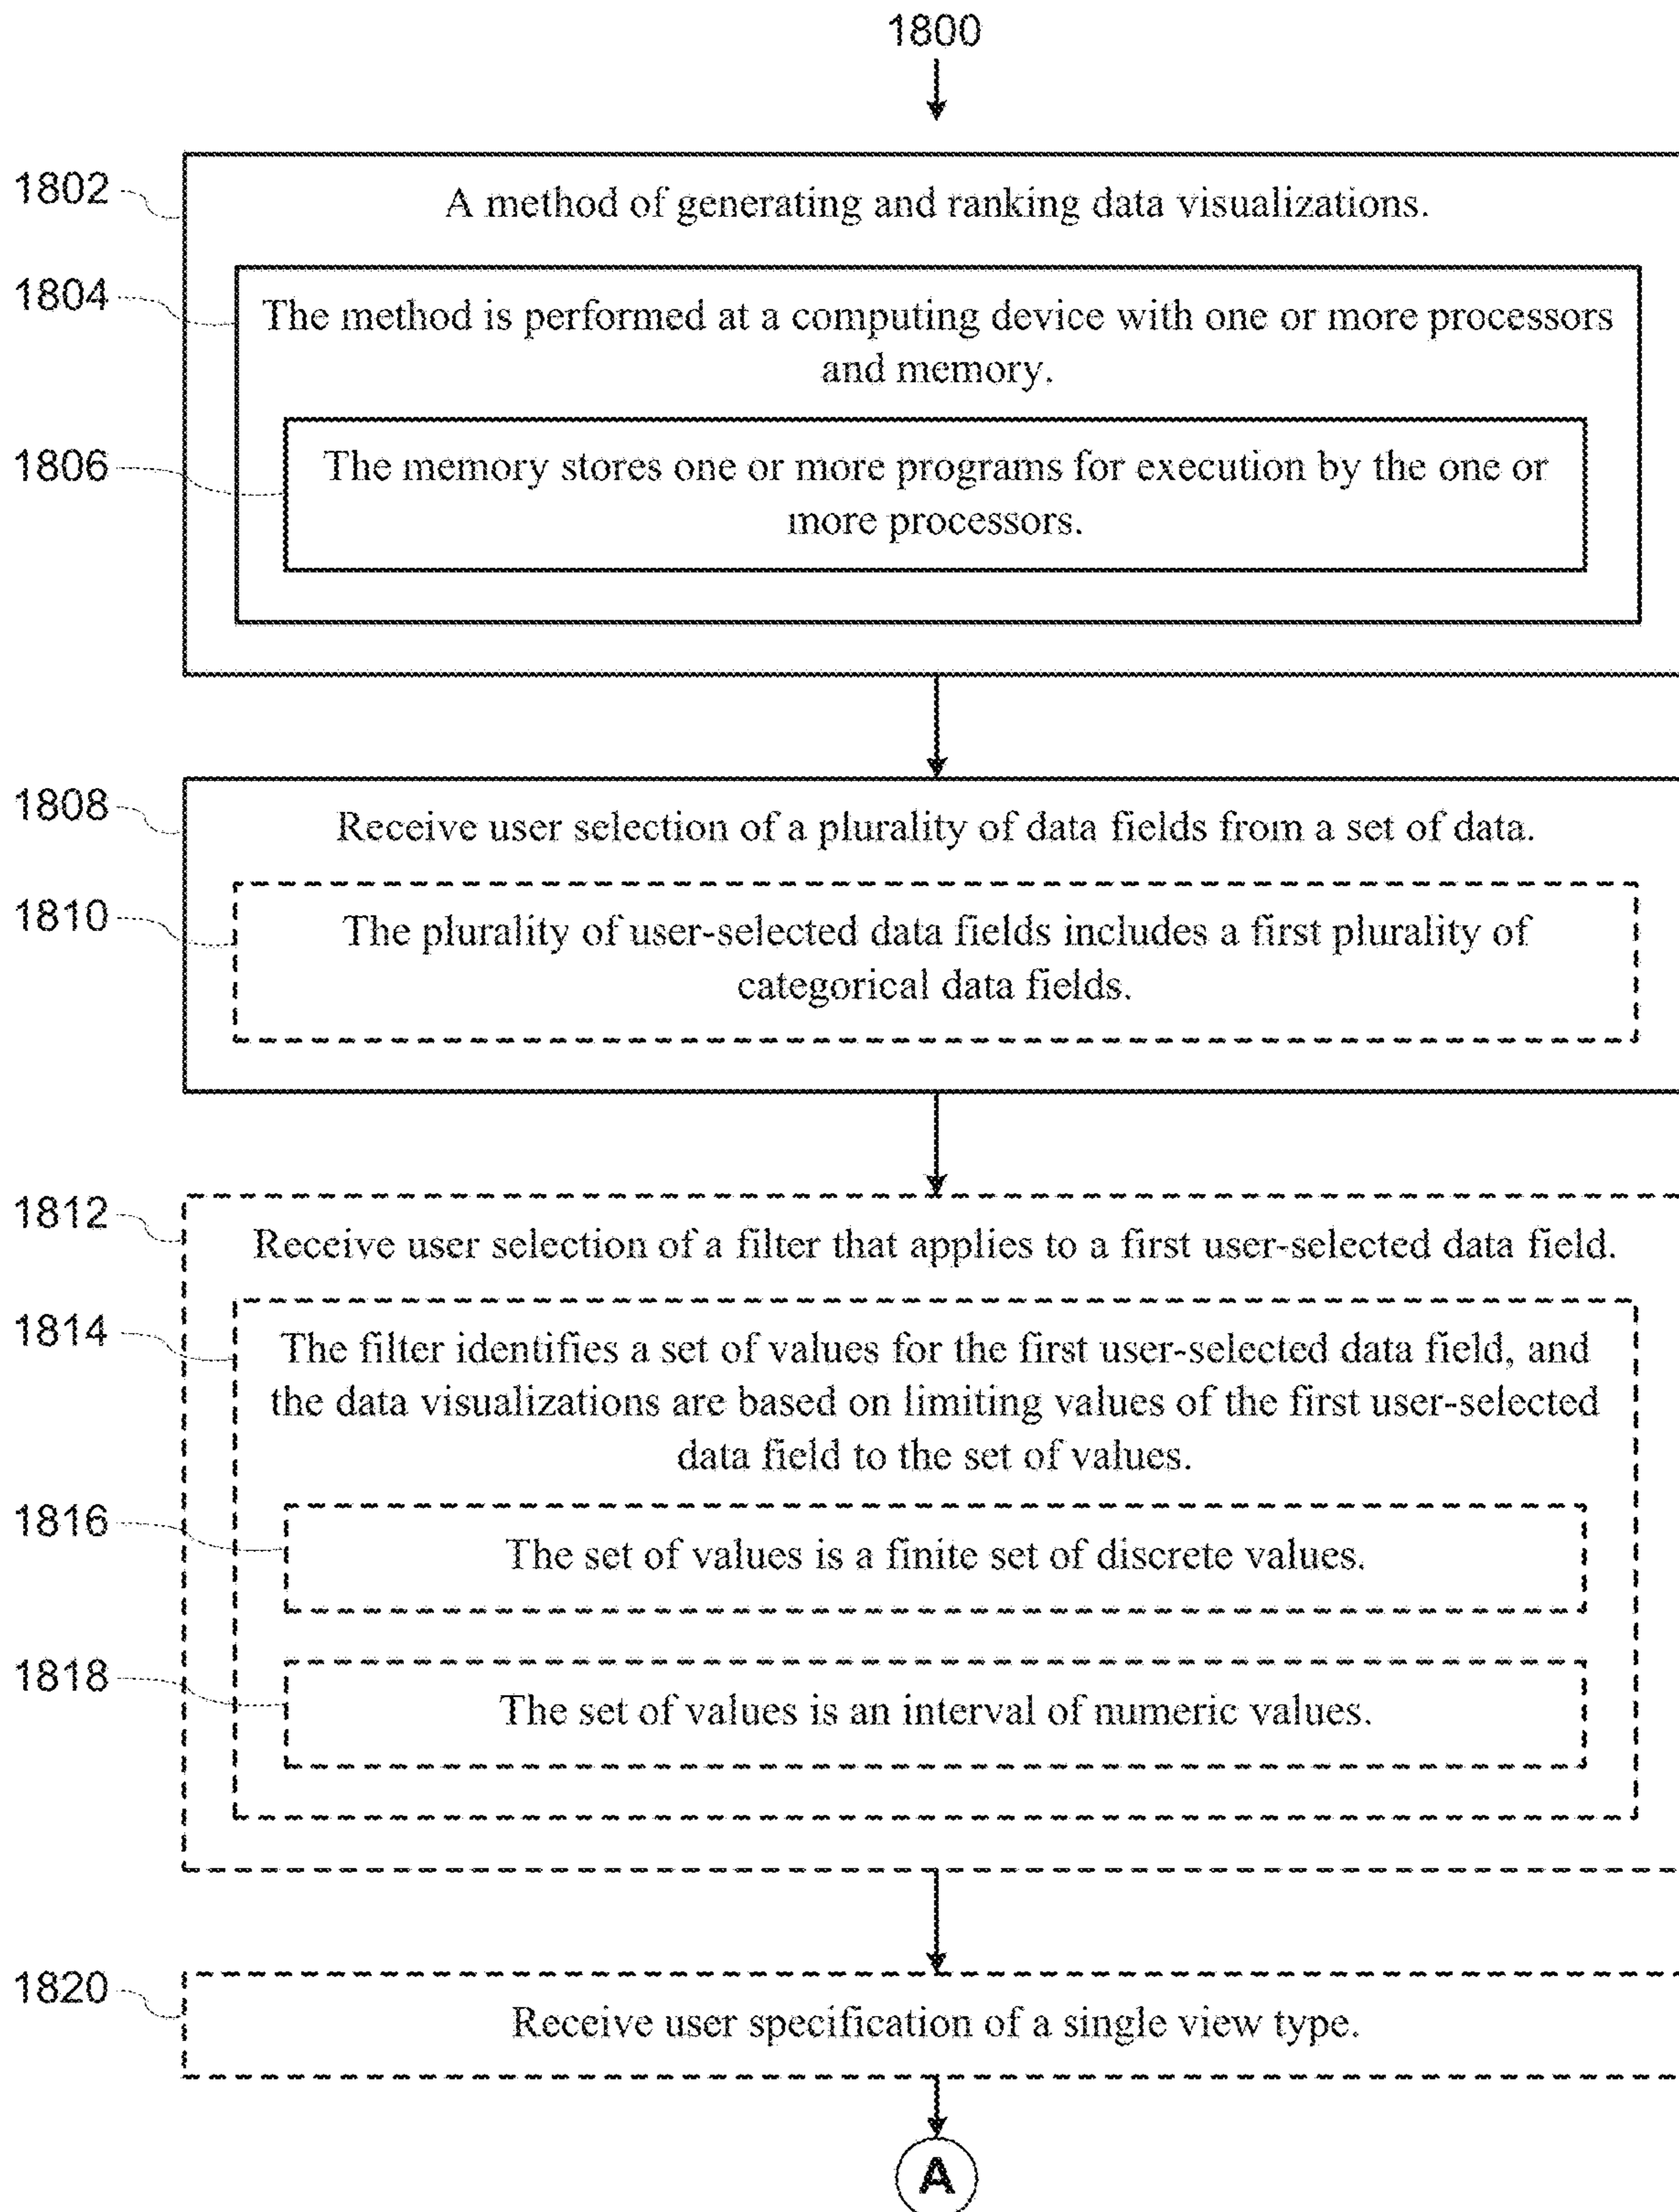 1800
1802
A method of generating and ranking data visualizations.
1804
The method is performed at a computing device with one or more processors
and memory.
1806
The memory stores one or more programs for execution by the one or
more processors.
1808
Receive user selection of a plurality of data fields from a set of data.
1810
The plurality of user-selected data fields includes a first plurality of
categorical data fields.
1812
Receive user selection of a filter that applies to a first user-selected data field.
1814
The filter identifies a set of values for the first user-selected data field, and
the data visualizations are based on limiting values of the first user-selected
data field to the set of values.
1816
The set of values is a finite set of discrete values.
1818
The set of values is an interval of numeric values.
1820
Receive user specification of a single view type.
A